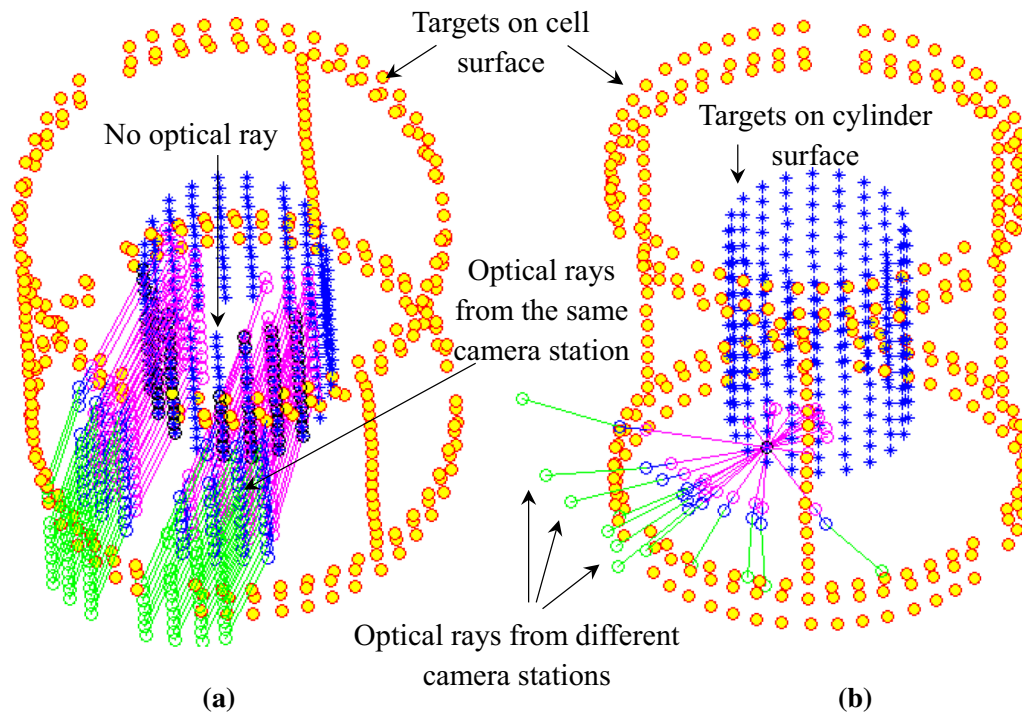 Targets on cell
surface
No optical ray
Targets on cylinder
surface
Optical rays
from the same
camera station
Optical rays from different
camera stations
(a)
(b)